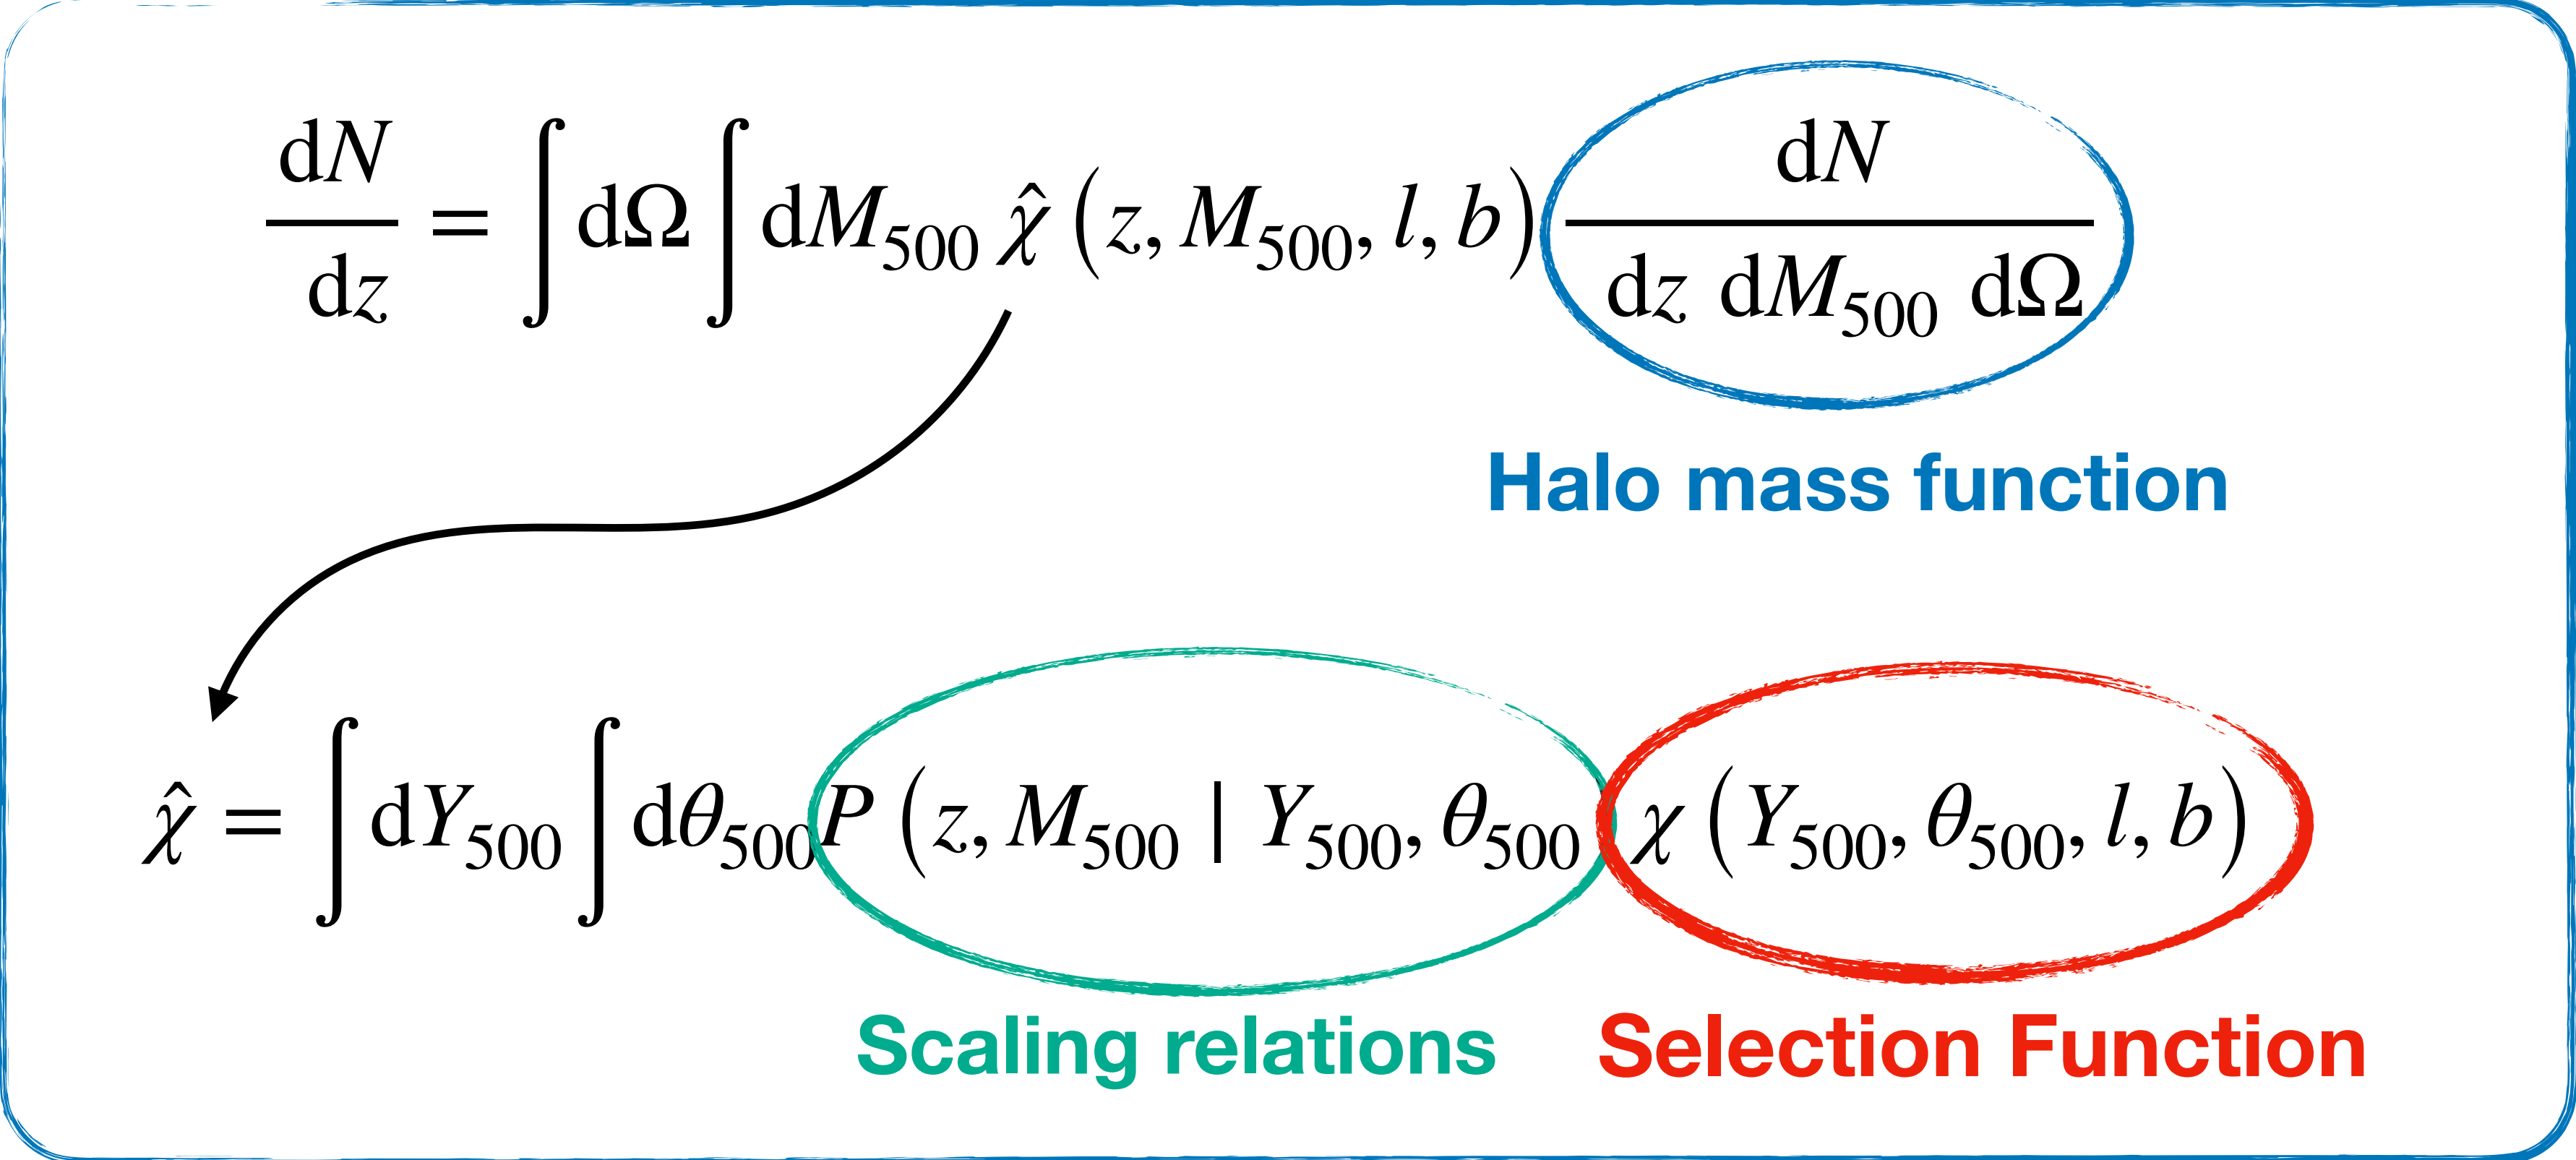 dN/dz = ∫dΩ ∫dM₅₀₀ χ̂ (z, M₅₀₀, l, b) dN/(dz dM₅₀₀ dΩ)
Halo mass function
χ̂ = ∫dY₅₀₀ ∫dθ₅₀₀ P (z, M₅₀₀ | Y₅₀₀, θ₅₀₀) χ (Y₅₀₀, θ₅₀₀, l, b)
Scaling relations
Selection Function